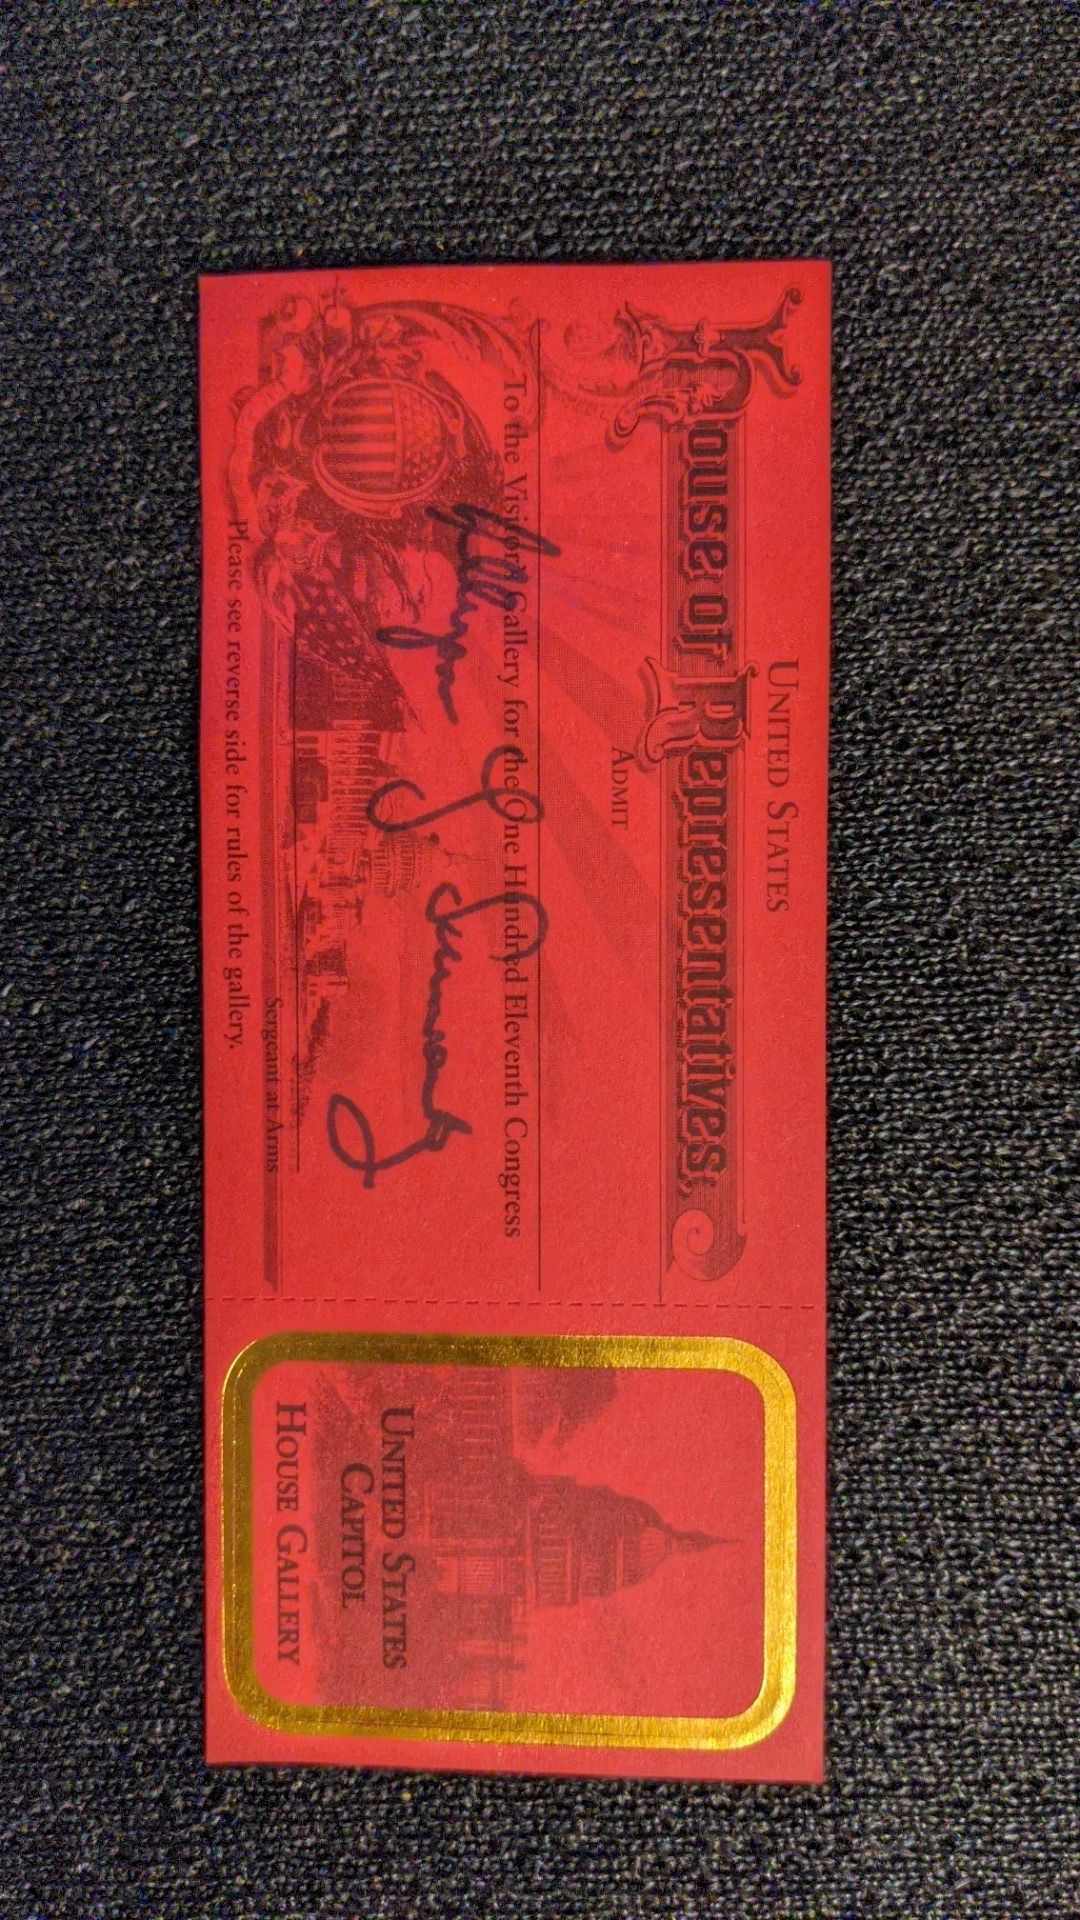 UNITED STATES
House of Representatives,
ADMIT
To the Visitors Gallery for the One Hundred Eleventh Congress
Sergeant at Arms
Please see reverse side for rules of the gallery.
UNITED STATES
CAPITOL
HOUSE GALLERY